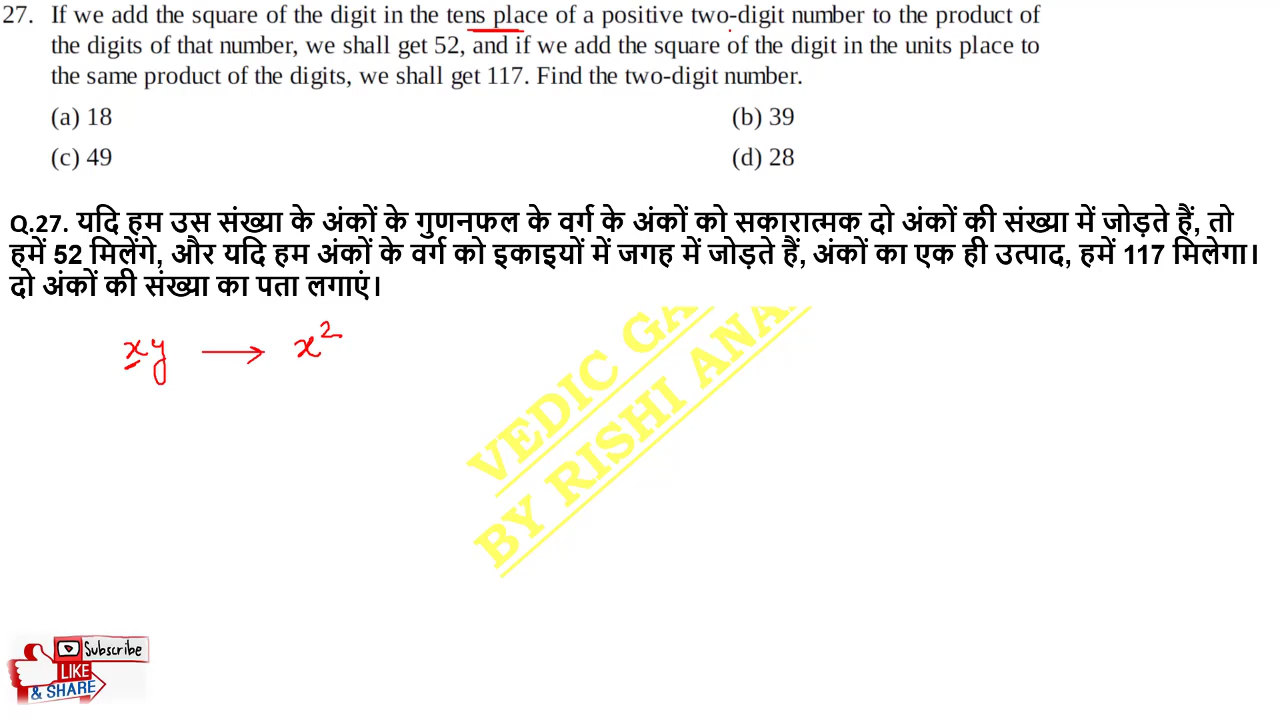 27. If we add the square of the digit in the tens place of a positive two-digit number to the product of
the digits of that number, we shall get 52, and if we add the square of the digit in the units place to
the same product of the digits, we shall get 117. Find the two-digit number.
(a) 18 (b) 39
(c) 49 (d) 28
Q.27. यदि हम उस संख्या के अंकों के गुणनफल के वर्ग के अंकों को सकारात्मक दो अंकों की संख्या में जोड़ते हैं, तो
हमें 52 मिलेंगे, और यदि हम अंकों के वर्ग को इकाइयों में जगह में जोड़ते हैं, अंकों का एक ही उत्पाद, हमें 117 मिलेगा।
दो अंकों की संख्या का पता लगाएं।
xy → x²
VEDIC GA
BY RISHI ANA
Subscribe
LIKE
& SHARE